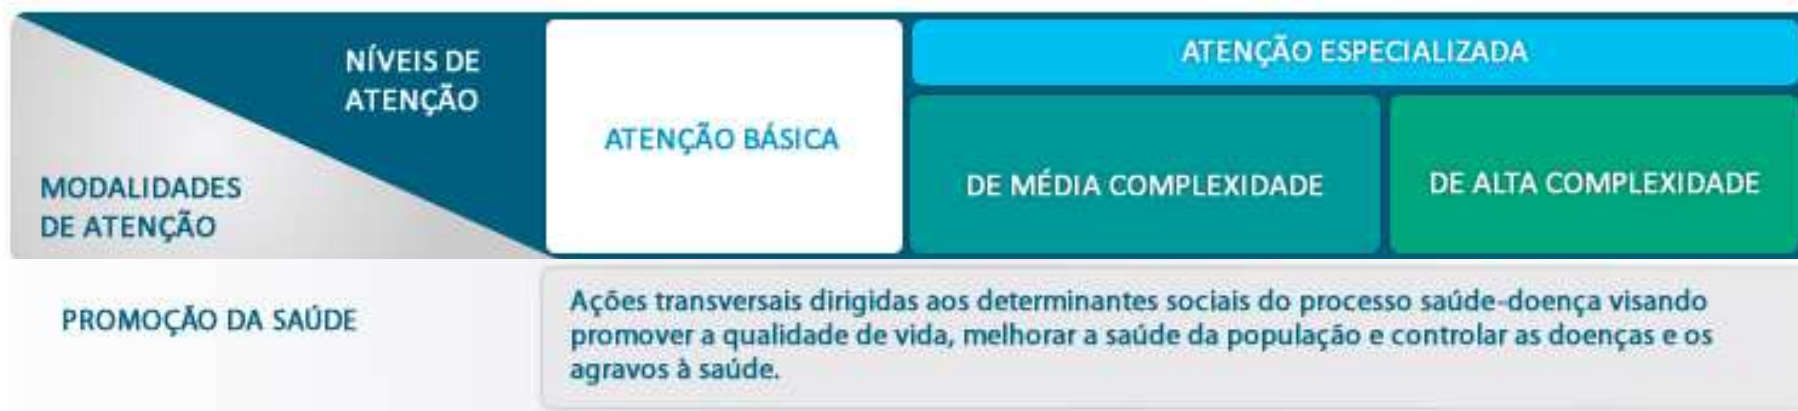 NÍVEIS DE
ATENÇÃO
MODALIDADES
DE ATENÇÃO
ATENÇÃO BÁSICA
ATENÇÃO ESPECIALIZADA
DE MÉDIA COMPLEXIDADE
DE ALTA COMPLEXIDADE
PROMOÇÃO DA SAÚDE
Ações transversais dirigidas aos determinantes sociais do processo saúde-doença visando
promover a qualidade de vida, melhorar a saúde da população e controlar as doenças e os
agravos à saúde.